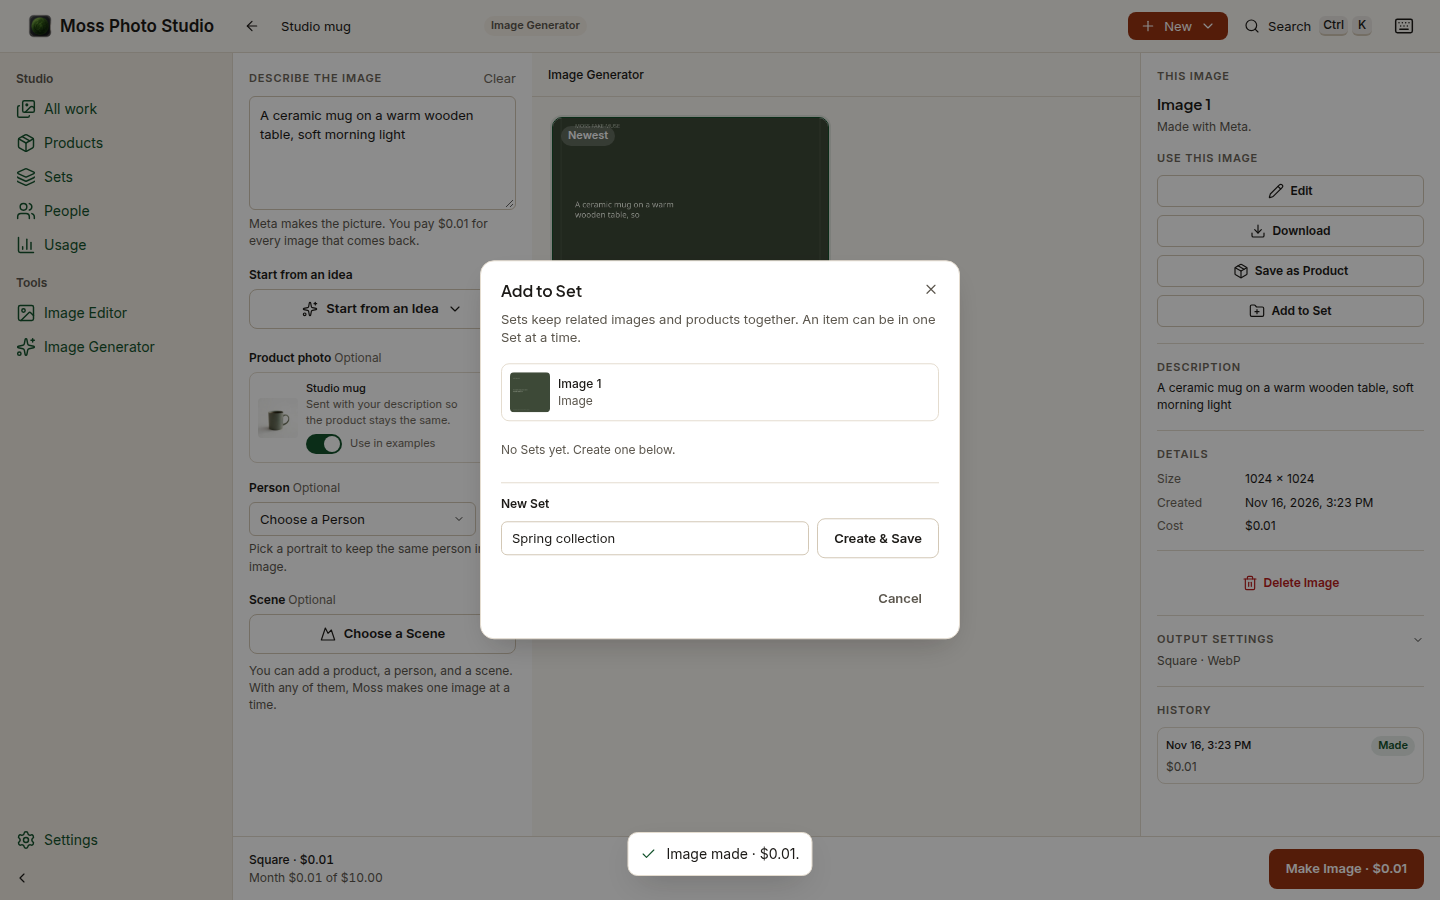 Moss Photo Studio
Studio mug
Image Generator
New
Search
Ctrl
K
Studio
All work
Products
Sets
People
Usage
Tools
Image Editor
Image Generator
Settings
DESCRIBE THE IMAGE
Clear
A ceramic mug on a warm wooden
table, soft morning light
Meta makes the picture. You pay $0.01 for
every image that comes back.
Start from an idea
Start from an Idea
Product photo Optional
Studio mug
Sent with your description so
the product stays the same.
Use in examples
Person Optional
Choose a Person
Pick a portrait to keep the same person in
image.
Scene Optional
Choose a Scene
You can add a product, a person, and a scene.
With any of them, Moss makes one image at a
time.
Image Generator
Newest
A ceramic mug on a warm
wooden table, so
Add to Set
Sets keep related images and products together. An item can be in one
Set at a time.
Image 1
Image
No Sets yet. Create one below.
New Set
Spring collection
Create & Save
Cancel
THIS IMAGE
Image 1
Made with Meta.
USE THIS IMAGE
Edit
Download
Save as Product
Add to Set
DESCRIPTION
A ceramic mug on a warm wooden table, soft
morning light
DETAILS
Size 1024 × 1024
Created Nov 16, 2026, 3:23 PM
Cost $0.01
Delete Image
OUTPUT SETTINGS
Square · WebP
HISTORY
Nov 16, 3:23 PM
Made
$0.01
Square · $0.01
Month $0.01 of $10.00
Image made · $0.01.
Make Image · $0.01